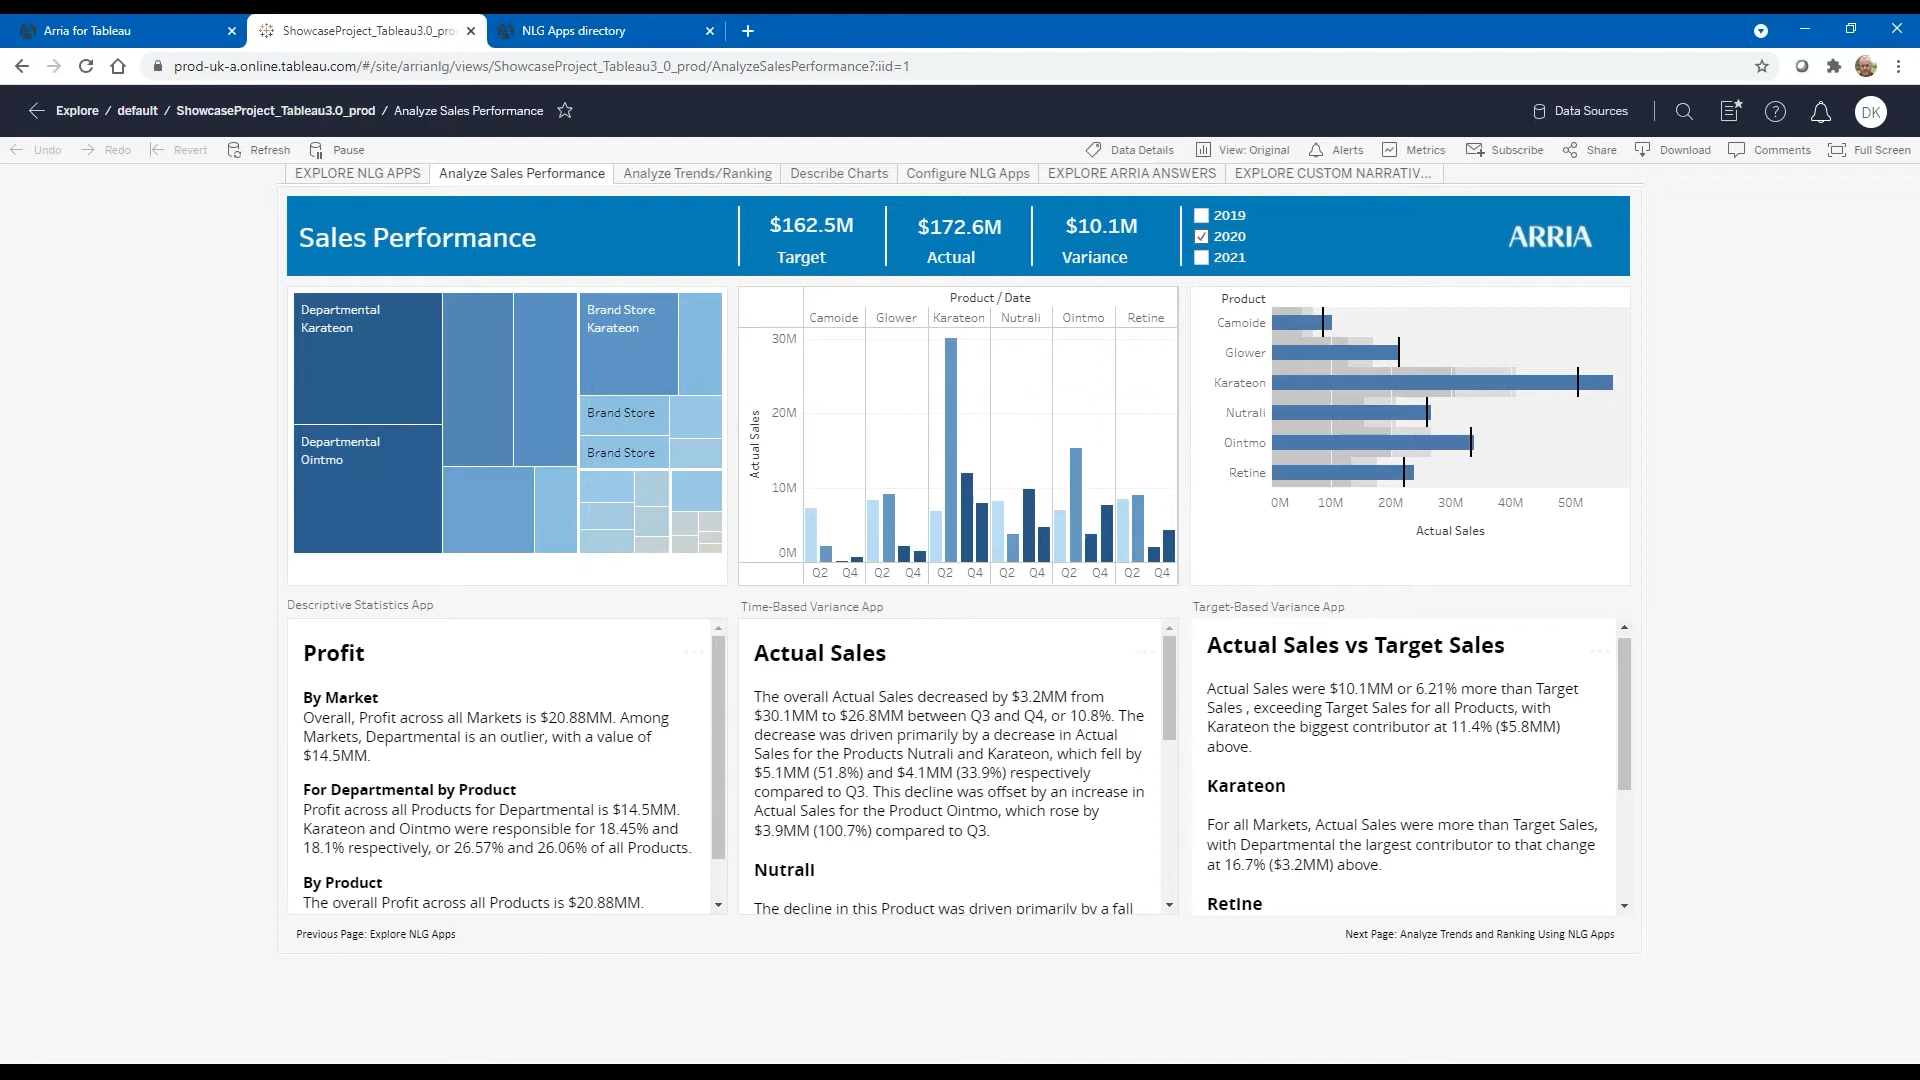 Arria for Tableau
ShowcaseProject_Tableau3.0_pro
NLG Apps directory
prod-uk-a.online.tableau.com/#/site/arrianlg/views/ShowcaseProject_Tableau3_0_prod/AnalyzeSalesPerformance?:iid=1
Explore / default / ShowcaseProject_Tableau3.0_prod / Analyze Sales Performance
Data Sources
DK
Undo
Redo
Revert
Refresh
Pause
Data Details
View: Original
Alerts
Metrics
Subscribe
Share
Download
Comments
Full Screen
EXPLORE NLG APPS
Analyze Sales Performance
Analyze Trends/Ranking
Describe Charts
Configure NLG Apps
EXPLORE ARRIA ANSWERS
EXPLORE CUSTOM NARRATIV...
Sales Performance
$162.5M
Target
$172.6M
Actual
$10.1M
Variance
2019
2020
2021
ARRIA
Departmental
Karateon
Departmental
Ointmo
Brand Store
Karateon
Brand Store
Brand Store
Product / Date
Camoide Glower Karateon Nutrali Ointmo Retine
Actual Sales
30M
20M
10M
0M
Q2 Q4 Q2 Q4 Q2 Q4 Q2 Q4 Q2 Q4 Q2 Q4
Product
Camoide
Glower
Karateon
Nutrali
Ointmo
Retine
0M 10M 20M 30M 40M 50M
Actual Sales
Descriptive Statistics App
Profit
By Market
Overall, Profit across all Markets is $20.88MM. Among
Markets, Departmental is an outlier, with a value of
$14.5MM.
For Departmental by Product
Profit across all Products for Departmental is $14.5MM.
Karateon and Ointmo were responsible for 18.45% and
18.1% respectively, or 26.57% and 26.06% of all Products.
By Product
The overall Profit across all Products is $20.88MM.
Time-Based Variance App
Actual Sales
The overall Actual Sales decreased by $3.2MM from
$30.1MM to $26.8MM between Q3 and Q4, or 10.8%. The
decrease was driven primarily by a decrease in Actual
Sales for the Products Nutrali and Karateon, which fell by
$5.1MM (51.8%) and $4.1MM (33.9%) respectively
compared to Q3. This decline was offset by an increase in
Actual Sales for the Product Ointmo, which rose by
$3.9MM (100.7%) compared to Q3.
Nutrali
The decline in this Product was driven primarily by a fall
Target-Based Variance App
Actual Sales vs Target Sales
Actual Sales were $10.1MM or 6.21% more than Target
Sales , exceeding Target Sales for all Products, with
Karateon the biggest contributor at 11.4% ($5.8MM)
above.
Karateon
For all Markets, Actual Sales were more than Target Sales,
with Departmental the largest contributor to that change
at 16.7% ($3.2MM) above.
Retine
Previous Page: Explore NLG Apps
Next Page: Analyze Trends and Ranking Using NLG Apps